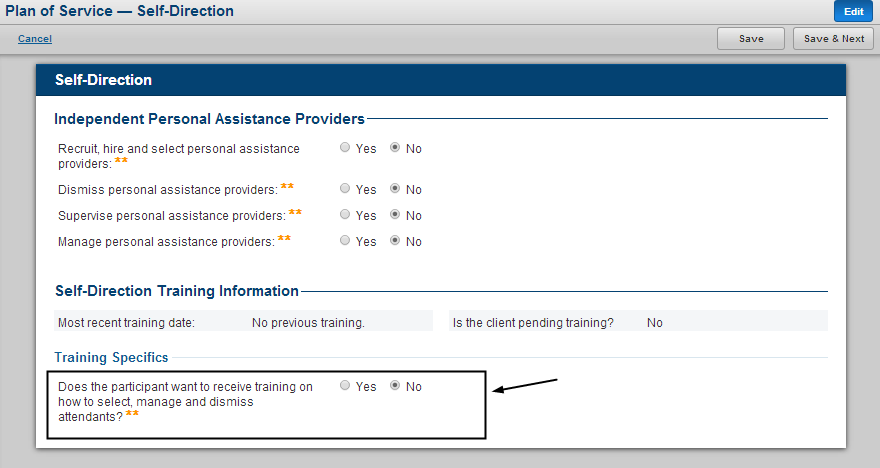 Plan of Service — Self-Direction
Edit
Cancel
Save
Save & Next
Self-Direction
Independent Personal Assistance Providers
Recruit, hire and select personal assistance
providers: **
Yes No
Dismiss personal assistance providers: ** Yes No
Supervise personal assistance providers: ** Yes No
Manage personal assistance providers: ** Yes No
Self-Direction Training Information
Most recent training date: No previous training. Is the client pending training? No
Training Specifics
Does the participant want to receive training on
how to select, manage and dismiss
attendants? **
Yes No